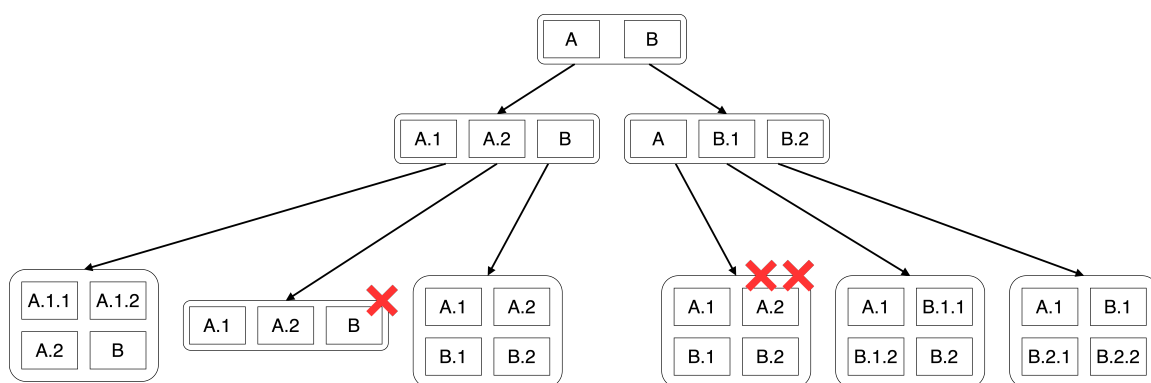 A B
A.1 A.2 B
A B.1 B.2
A.1.1 A.1.2
A.2 B
A.1 A.2 B
A.1 A.2
B.1 B.2
A.1 A.2
B.1 B.2
A.1 B.1.1
B.1.2 B.2
A.1 B.1
B.2.1 B.2.2